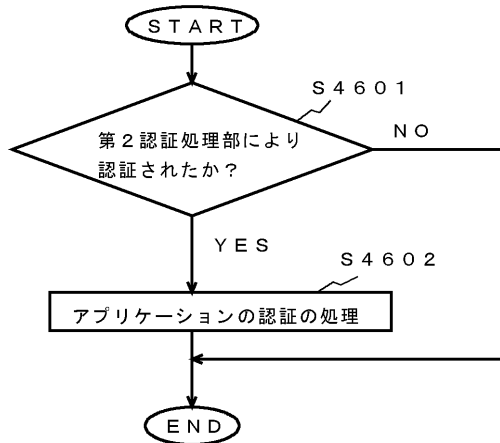 ＳＴＡＲＴ
Ｓ４６０１
第２認証処理部により
認証されたか？
ＮＯ
ＹＥＳ
Ｓ４６０２
アプリケーションの認証の処理
ＥＮＤ